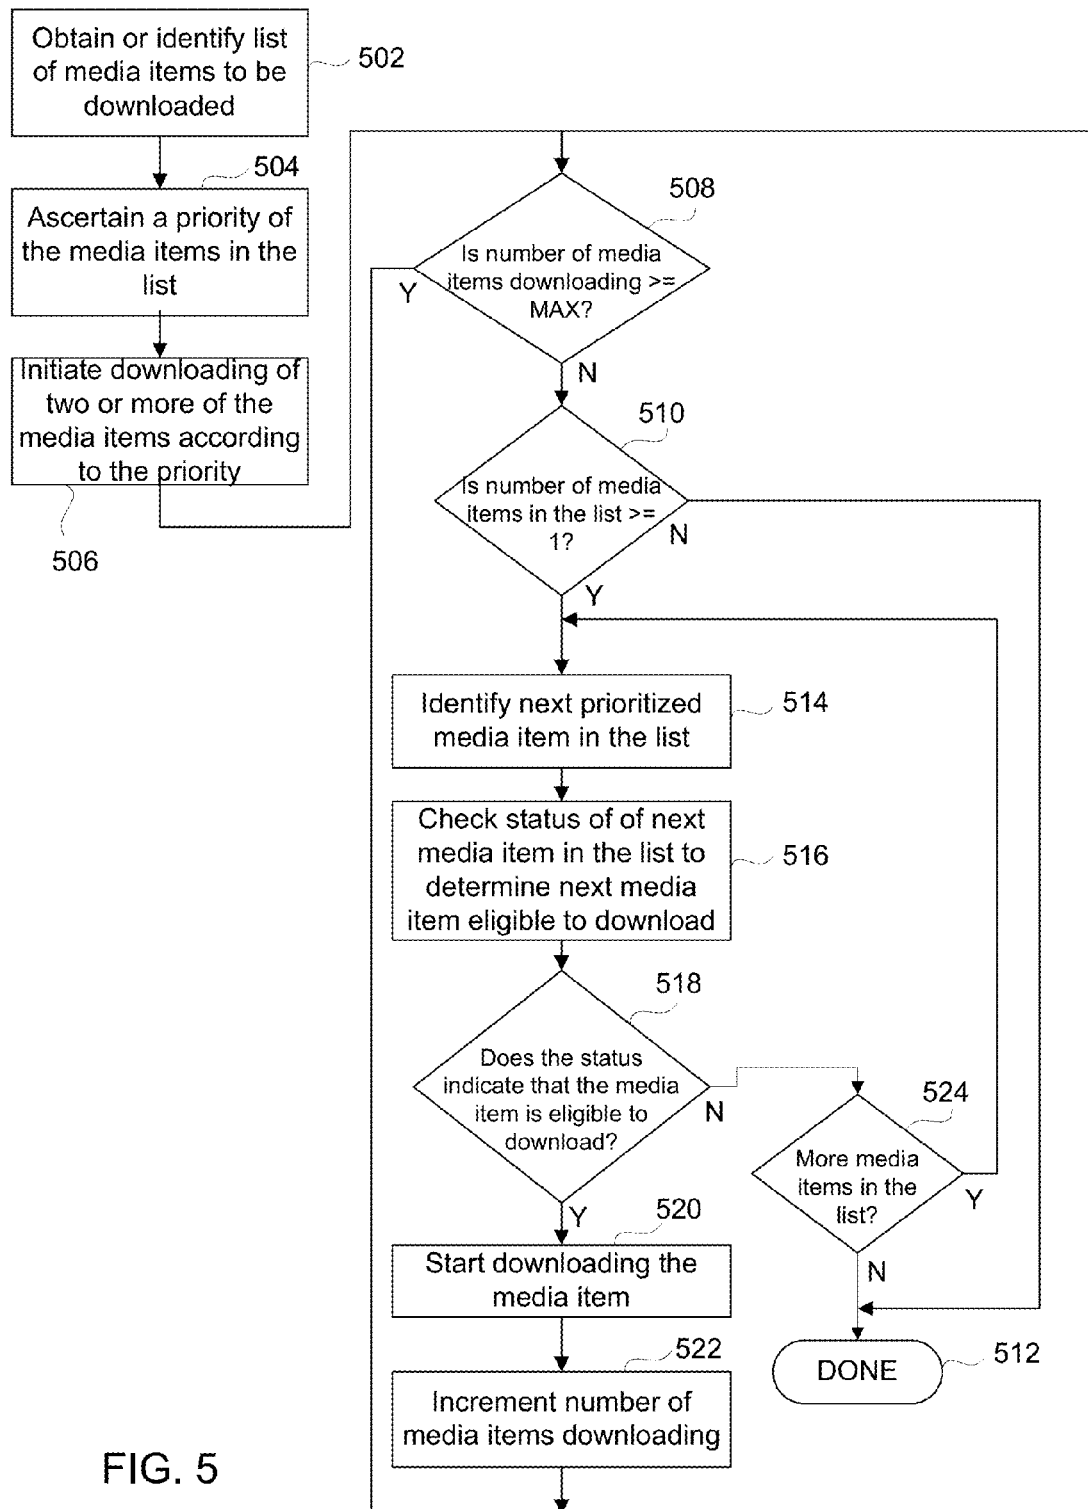 Obtain or identify list
of media items to be
downloaded
502
504
Ascertain a priority of
the media items in the
list
Initiate downloading of
two or more of the
media items according
to the priority
506
508
Is number of media
items downloading >=
MAX?
Y
N
510
Is number of media
items in the list >=
1?
N
Y
Identify next prioritized
media item in the list
514
Check status of of next
media item in the list to
determine next media
item eligible to download
516
518
Does the status
indicate that the media
item is eligible to
download?
N
Y
524
More media
items in the
list?
Y
N
520
Start downloading the
media item
522
Increment number of
media items downloading
DONE
512
FIG. 5